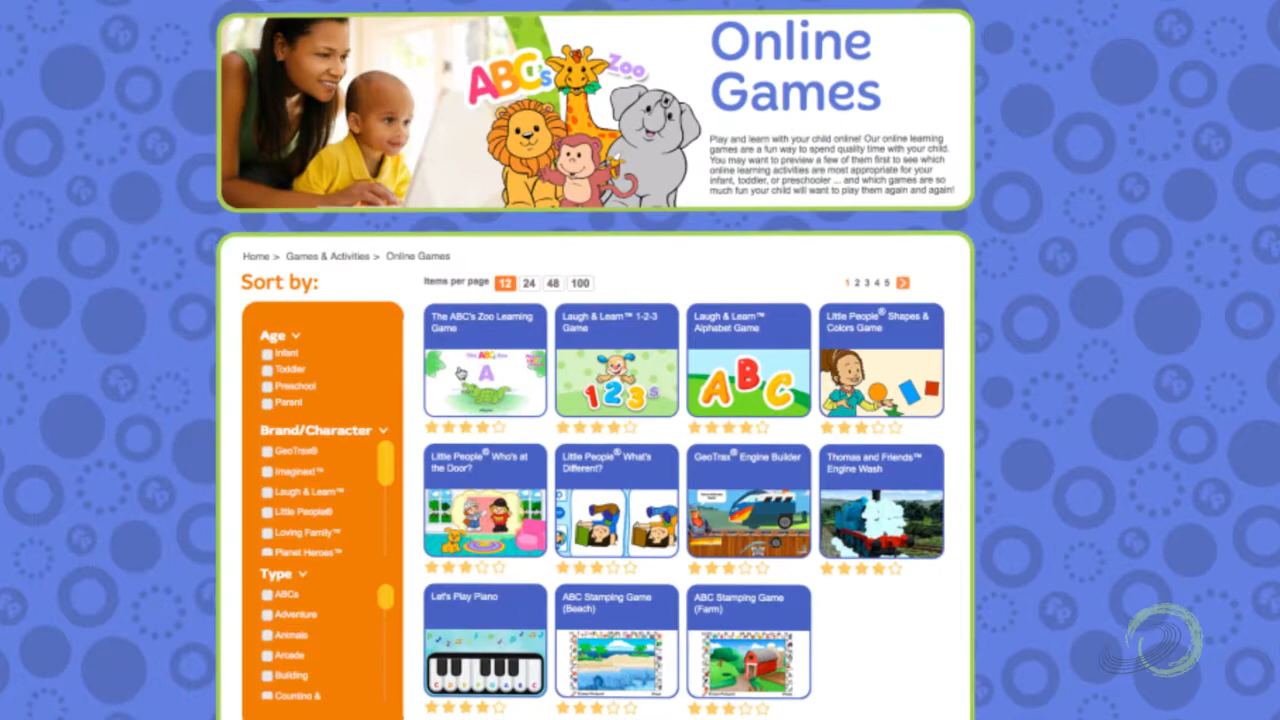 ABC's Zoo
Online
Games
Play and learn with your child online! Our online learning
games are a fun way to spend quality time with your child.
You may want to preview a few of them first to see which
online learning activities are most appropriate for your
infant, toddler, or preschooler ... and which games are so
much fun your child will want to play them again and again!
Home > Games & Activities > Online Games
Sort by:
Items per page 12 24 48 100
1 2 3 4 5
Age
Infant
Toddler
Preschool
Parent
Brand/Character
GeoTrax®
Imaginext™
Laugh & Learn™
Little People®
Loving Family™
Planet Heroes™
Type
ABCs
Adventure
Animals
Arcade
Building
Counting &
The ABC's Zoo Learning
Game
The ABCs Zoo
A
Laugh & Learn™ 1-2-3
Game
1 2 3
Laugh & Learn™
Alphabet Game
A B C
Little People® Shapes &
Colors Game
Little People® Who's at
the Door?
Little People® What's
Different?
GeoTrax® Engine Builder
Thomas and Friends™
Engine Wash
Let's Play Piano
C D E F G A B C
ABC Stamping Game
(Beach)
ABC Stamping Game
(Farm)